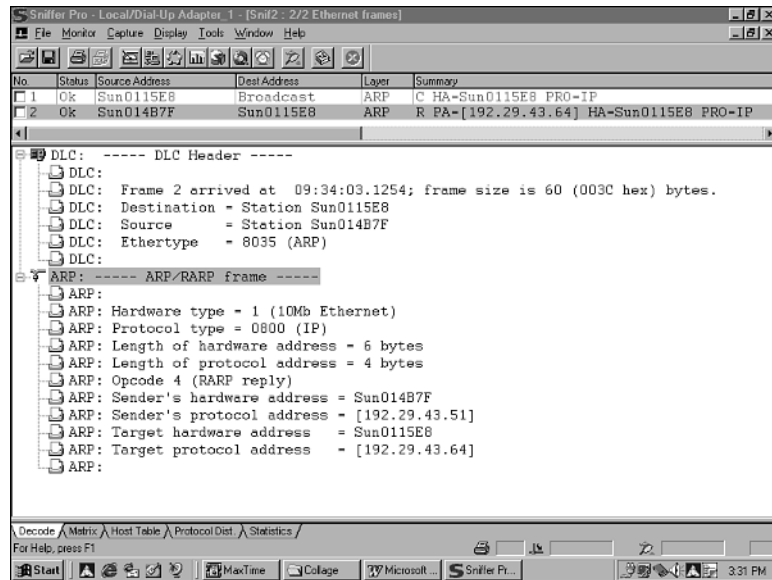 Sniffer Pro - Local/Dial-Up Adapter_1 - [Snif2 : 2/2 Ethernet frames]
File Monitor Capture Display Tools Window Help
No. Status Source Address Dest Address Layer Summary
1 Ok Sun0115E8 Broadcast ARP C HA=Sun0115E8 PRO=IP
2 Ok Sun014B7F Sun0115E8 ARP R PA=[192.29.43.64] HA=Sun0115E8 PRO=IP
DLC: ----- DLC Header -----
DLC:
DLC: Frame 2 arrived at 09:34:03.1254; frame size is 60 (003C hex) bytes.
DLC: Destination = Station Sun0115E8
DLC: Source = Station Sun014B7F
DLC: Ethertype = 8035 (ARP)
DLC:
ARP: ----- ARP/RARP frame -----
ARP:
ARP: Hardware type = 1 (10Mb Ethernet)
ARP: Protocol type = 0800 (IP)
ARP: Length of hardware address = 6 bytes
ARP: Length of protocol address = 4 bytes
ARP: Opcode 4 (RARP reply)
ARP: Sender's hardware address = Sun014B7F
ARP: Sender's protocol address = [192.29.43.51]
ARP: Target hardware address = Sun0115E8
ARP: Target protocol address = [192.29.43.64]
ARP:
Decode Matrix Host Table Protocol Dist. Statistics
For Help, press F1
Start MaxTime Collage Microsoft ... Sniffer Pr... 3:31 PM